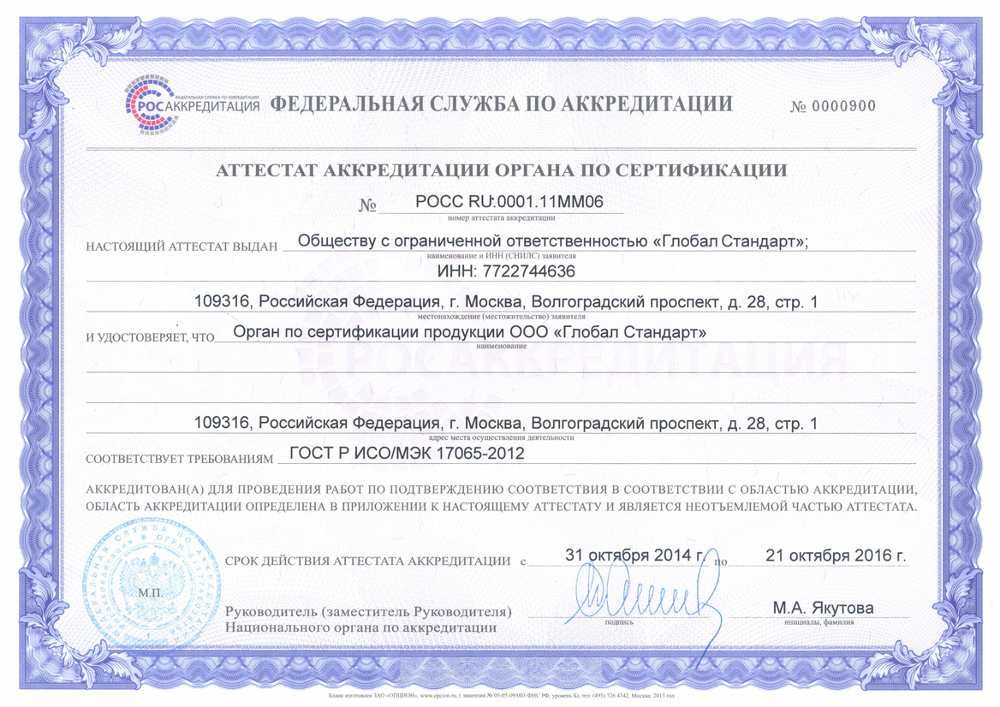 ФЕДЕРАЛЬНАЯ СЛУЖБА ПО АККРЕДИТАЦИИ
РОСАККРЕДИТАЦИЯ
ФЕДЕРАЛЬНАЯ СЛУЖБА ПО АККРЕДИТАЦИИ
№ 0000900
АТТЕСТАТ АККРЕДИТАЦИИ ОРГАНА ПО СЕРТИФИКАЦИИ
№ РОСС RU.0001.11ММ06
номер аттестата аккредитации
НАСТОЯЩИЙ АТТЕСТАТ ВЫДАН Обществу с ограниченной ответственностью «Глобал Стандарт»;
наименование и ИНН (СНИЛС) заявителя
ИНН: 7722744636
109316, Российская Федерация, г. Москва, Волгоградский проспект, д. 28, стр. 1
местонахождение (местожительство) заявителя
И УДОСТОВЕРЯЕТ, ЧТО Орган по сертификации продукции ООО «Глобал Стандарт»
наименование
РОСАККРЕДИТАЦИЯ
109316, Российская Федерация, г. Москва, Волгоградский проспект, д. 28, стр. 1
адрес места осуществления деятельности
СООТВЕТСТВУЕТ ТРЕБОВАНИЯМ ГОСТ Р ИСО/МЭК 17065-2012
АККРЕДИТОВАН(А) ДЛЯ ПРОВЕДЕНИЯ РАБОТ ПО ПОДТВЕРЖДЕНИЮ СООТВЕТСТВИЯ В СООТВЕТСТВИИ С ОБЛАСТЬЮ АККРЕДИТАЦИИ,
ОБЛАСТЬ АККРЕДИТАЦИИ ОПРЕДЕЛЕНА В ПРИЛОЖЕНИИ К НАСТОЯЩЕМУ АТТЕСТАТУ И ЯВЛЯЕТСЯ НЕОТЪЕМЛЕМОЙ ЧАСТЬЮ АТТЕСТАТА.
СРОК ДЕЙСТВИЯ АТТЕСТАТА АККРЕДИТАЦИИ с 31 октября 2014 г. по 21 октября 2016 г.
М.П.
Руководитель (заместитель Руководителя)
Национального органа по аккредитации
М.А. Якутова
подпись
инициалы, фамилия
Бланк изготовлен ЗАО «ОПЦИОН», www.opcion.ru, ( лицензия № 05-05-09/003 ФНС РФ, уровень Б), тел. (495) 726 4742, Москва, 2013 год